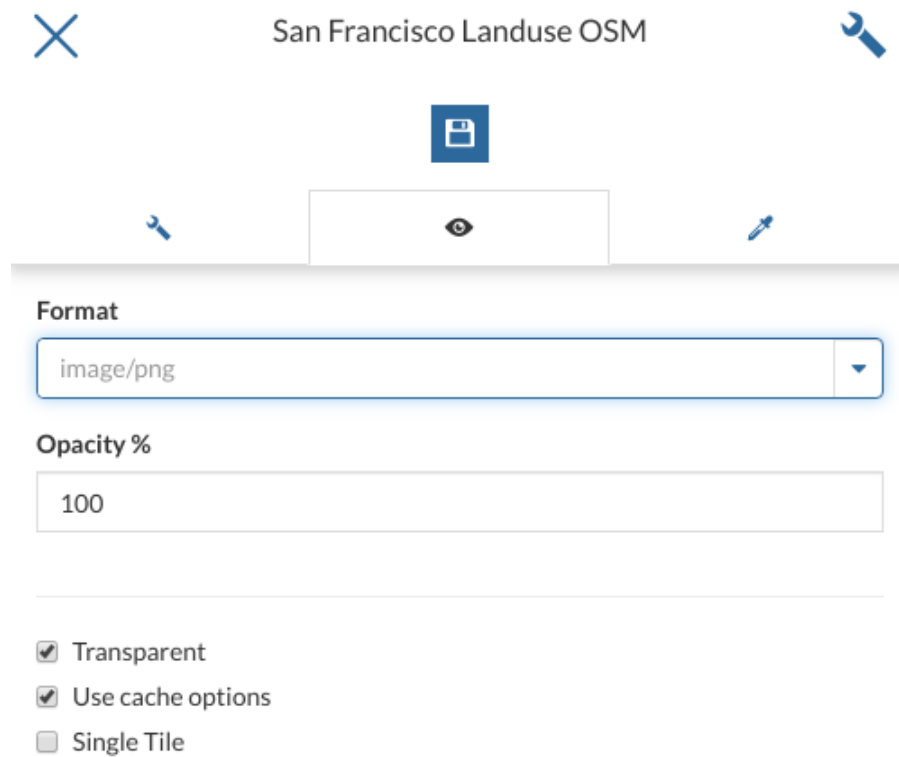 San Francisco Landuse OSM
Format
image/png
Opacity %
100
Transparent
Use cache options
Single Tile